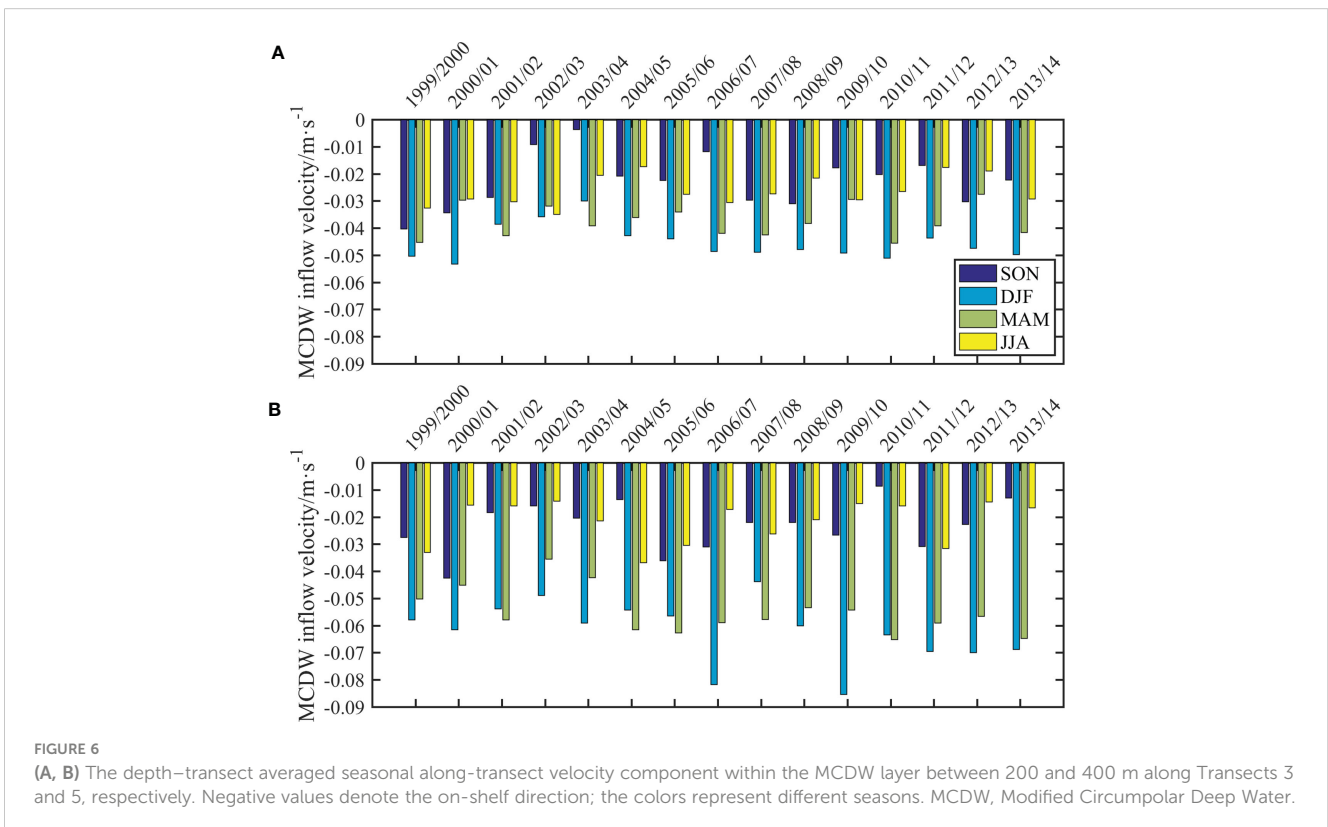 A
1999/2000 2000/01 2001/02 2002/03 2003/04 2004/05 2005/06 2006/07 2007/08 2008/09 2009/10 2010/11 2011/12 2012/13 2013/14
MCDW inflow velocity/m·s⁻¹
0
-0.01
-0.02
-0.03
-0.04
-0.05
-0.06
-0.07
-0.08
-0.09
SON
DJF
MAM
JJA
B
1999/2000 2000/01 2001/02 2002/03 2003/04 2004/05 2005/06 2006/07 2007/08 2008/09 2009/10 2010/11 2011/12 2012/13 2013/14
MCDW inflow velocity/m·s⁻¹
0
-0.01
-0.02
-0.03
-0.04
-0.05
-0.06
-0.07
-0.08
-0.09
FIGURE 6
(A, B) The depth–transect averaged seasonal along-transect velocity component within the MCDW layer between 200 and 400 m along Transects 3
and 5, respectively. Negative values denote the on-shelf direction; the colors represent different seasons. MCDW, Modified Circumpolar Deep Water.